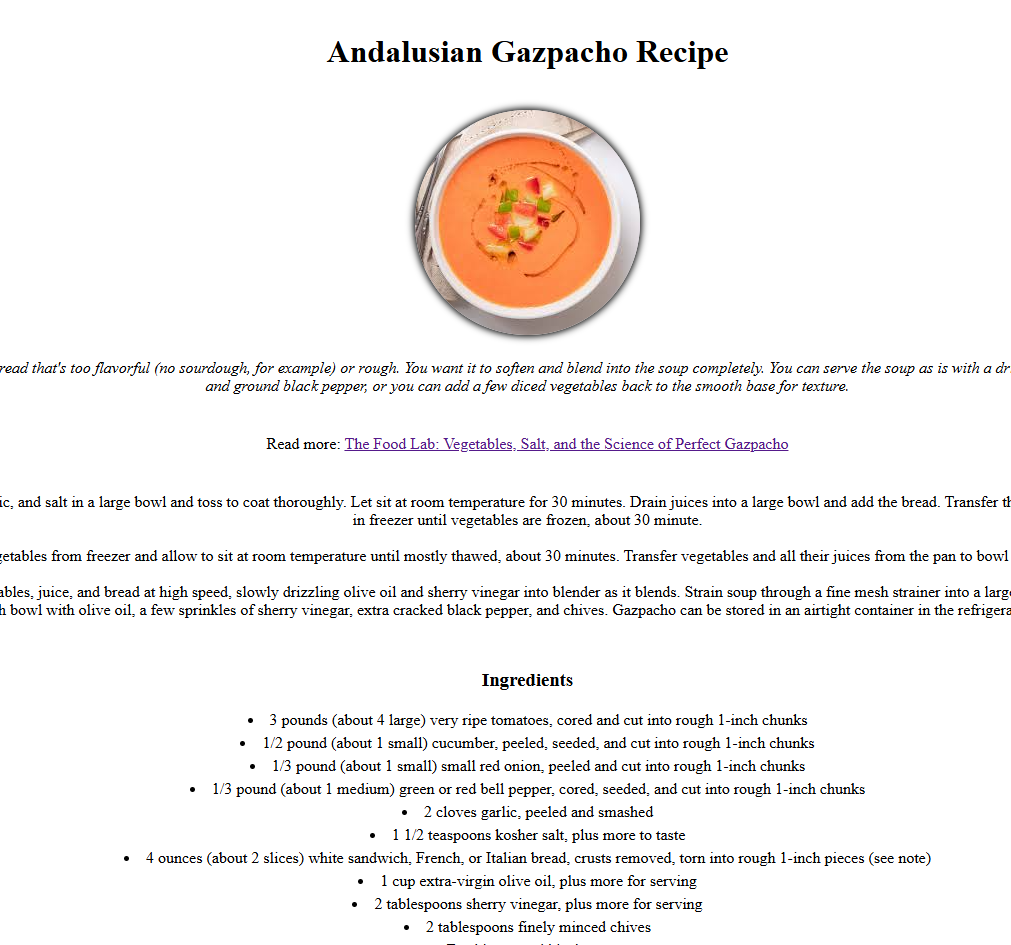 Andalusian Gazpacho Recipe
that's too flavorful (no sourdough, for example) or rough. You want it to soften and blend into the soup completely. You can serve the soup as is with a
and ground black pepper, or you can add a few diced vegetables back to the smooth base for texture.
Read more: The Food Lab: Vegetables, Salt, and the Science of Perfect Gazpacho
and salt in a large bowl and toss to coat thoroughly. Let sit at room temperature for 30 minutes. Drain juices into a large bowl and add the bread. Transfer
in freezer until vegetables are frozen, about 30 minute.
from freezer and allow to sit at room temperature until mostly thawed, about 30 minutes. Transfer vegetables and all their juices from the pan to bowl
juice, and bread at high speed, slowly drizzling olive oil and sherry vinegar into blender as it blends. Strain soup through a fine mesh strainer into a
bowl with olive oil, a few sprinkles of sherry vinegar, extra cracked black pepper, and chives. Gazpacho can be stored in an airtight container in the
Ingredients
• 3 pounds (about 4 large) very ripe tomatoes, cored and cut into rough 1-inch chunks
• 1/2 pound (about 1 small) cucumber, peeled, seeded, and cut into rough 1-inch chunks
• 1/3 pound (about 1 small) small red onion, peeled and cut into rough 1-inch chunks
• 1/3 pound (about 1 medium) green or red bell pepper, cored, seeded, and cut into rough 1-inch chunks
• 2 cloves garlic, peeled and smashed
• 1 1/2 teaspoons kosher salt, plus more to taste
• 4 ounces (about 2 slices) white sandwich, French, or Italian bread, crusts removed, torn into rough 1-inch pieces (see note)
• 1 cup extra-virgin olive oil, plus more for serving
• 2 tablespoons sherry vinegar, plus more for serving
• 2 tablespoons finely minced chives